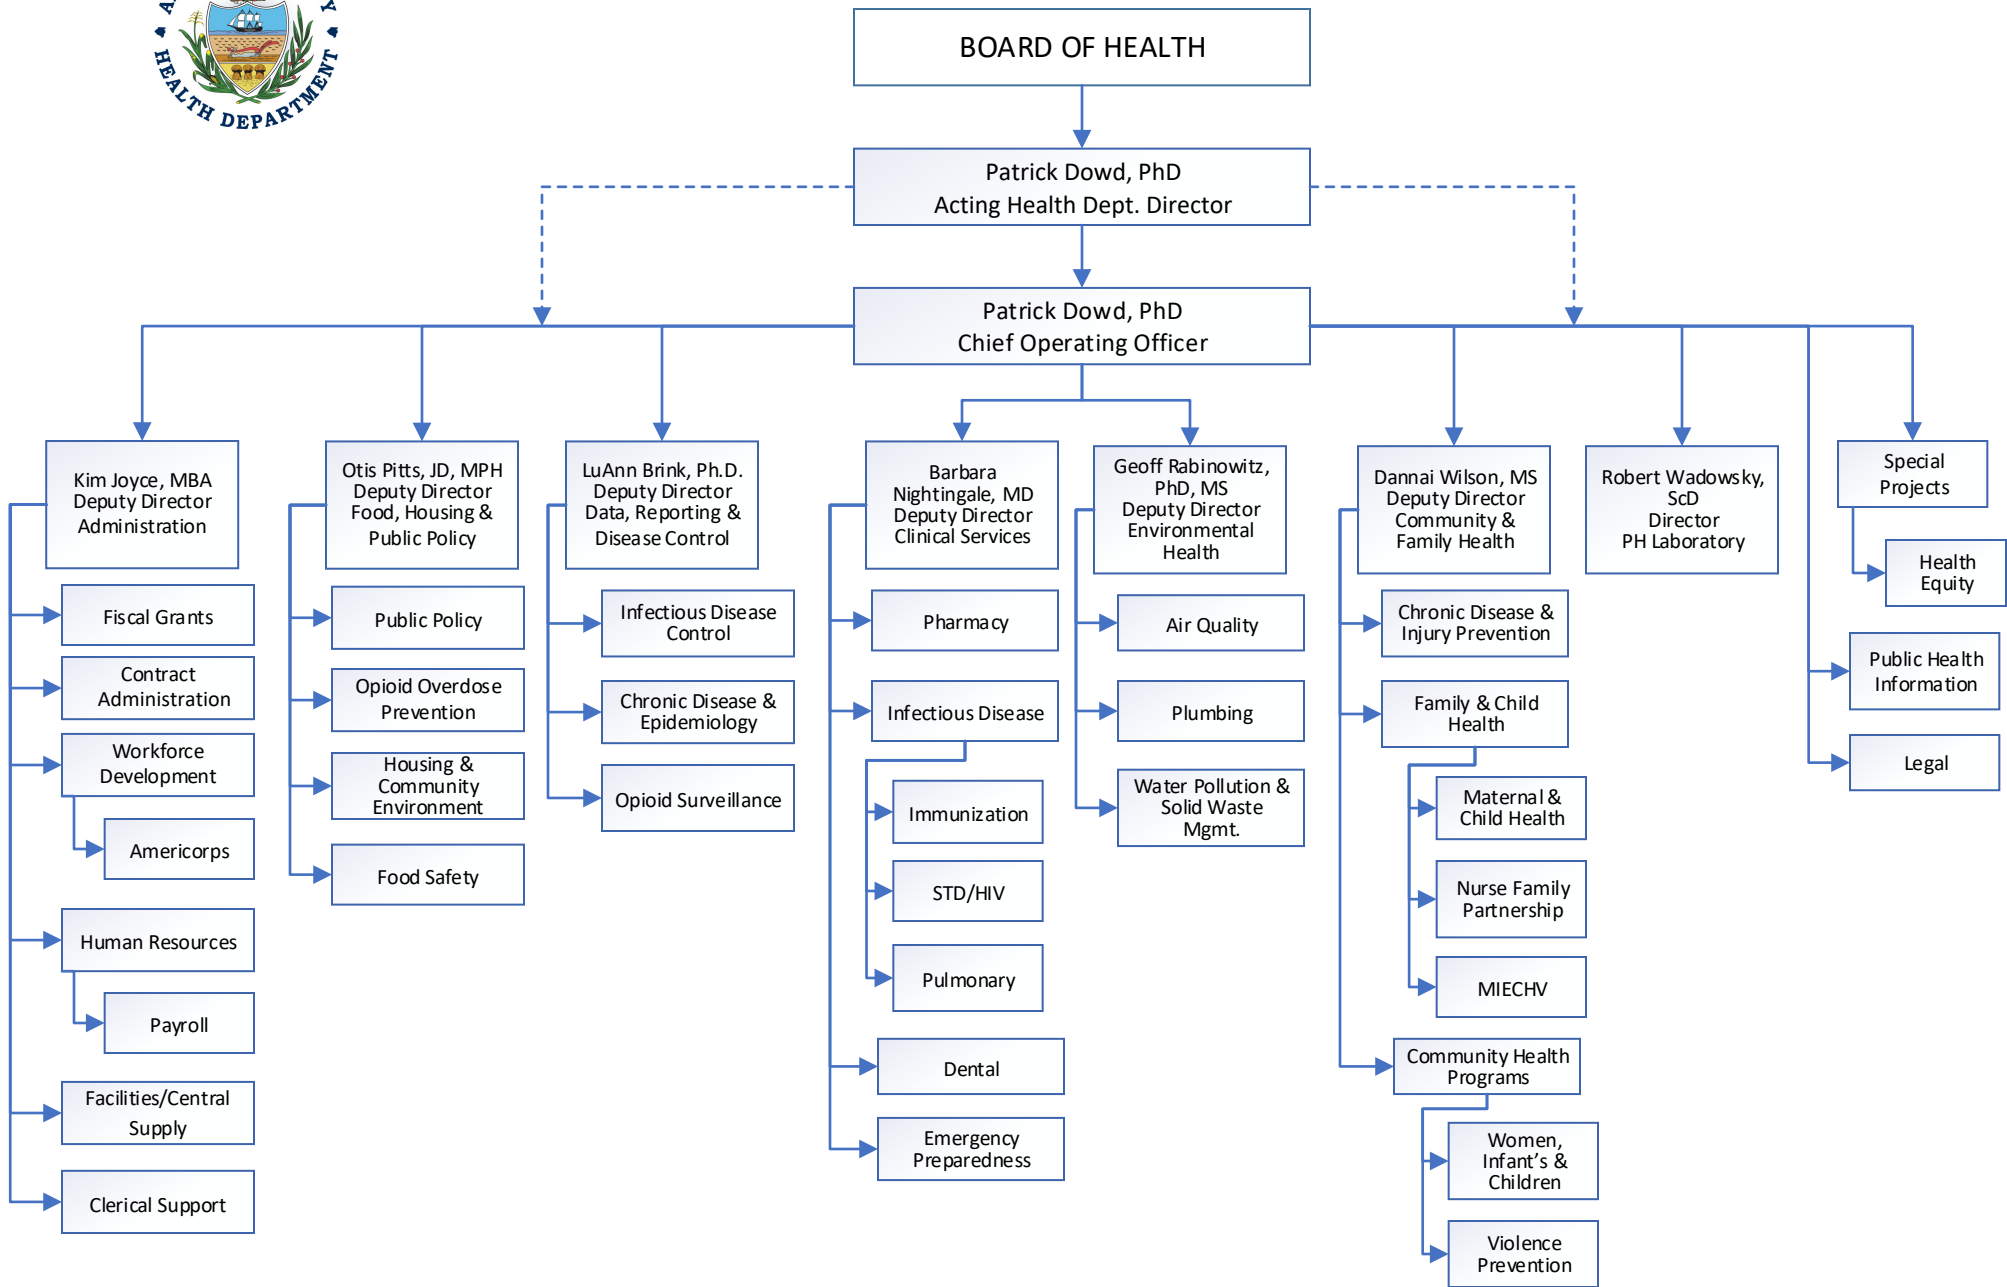 HEALTH DEPARTMENT
BOARD OF HEALTH
Patrick Dowd, PhD
Acting Health Dept. Director
Patrick Dowd, PhD
Chief Operating Officer
Kim Joyce, MBA
Deputy Director
Administration
Fiscal Grants
Contract
Administration
Workforce
Development
Americorps
Human Resources
Payroll
Facilities/Central
Supply
Clerical Support
Otis Pitts, JD, MPH
Deputy Director
Food, Housing &
Public Policy
Public Policy
Opioid Overdose
Prevention
Housing &
Community
Environment
Food Safety
LuAnn Brink, Ph.D.
Deputy Director
Data, Reporting &
Disease Control
Infectious Disease
Control
Chronic Disease &
Epidemiology
Opioid Surveillance
Barbara
Nightingale, MD
Deputy Director
Clinical Services
Pharmacy
Infectious Disease
Immunization
STD/HIV
Pulmonary
Dental
Emergency
Preparedness
Geoff Rabinowitz,
PhD, MS
Deputy Director
Environmental
Health
Air Quality
Plumbing
Water Pollution &
Solid Waste
Mgmt.
Dannai Wilson, MS
Deputy Director
Community &
Family Health
Chronic Disease &
Injury Prevention
Family & Child
Health
Maternal &
Child Health
Nurse Family
Partnership
MIECHV
Community Health
Programs
Women,
Infant’s &
Children
Violence
Prevention
Robert Wadowsky,
ScD
Director
PH Laboratory
Special
Projects
Health
Equity
Public Health
Information
Legal